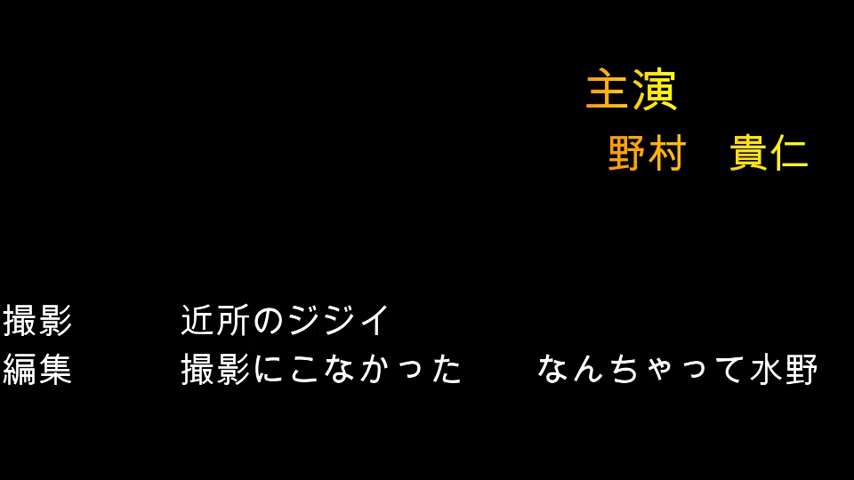 主演
野村　貴仁
撮影　　　近所のジジイ
編集　　　撮影にこなかった　　なんちゃって水野